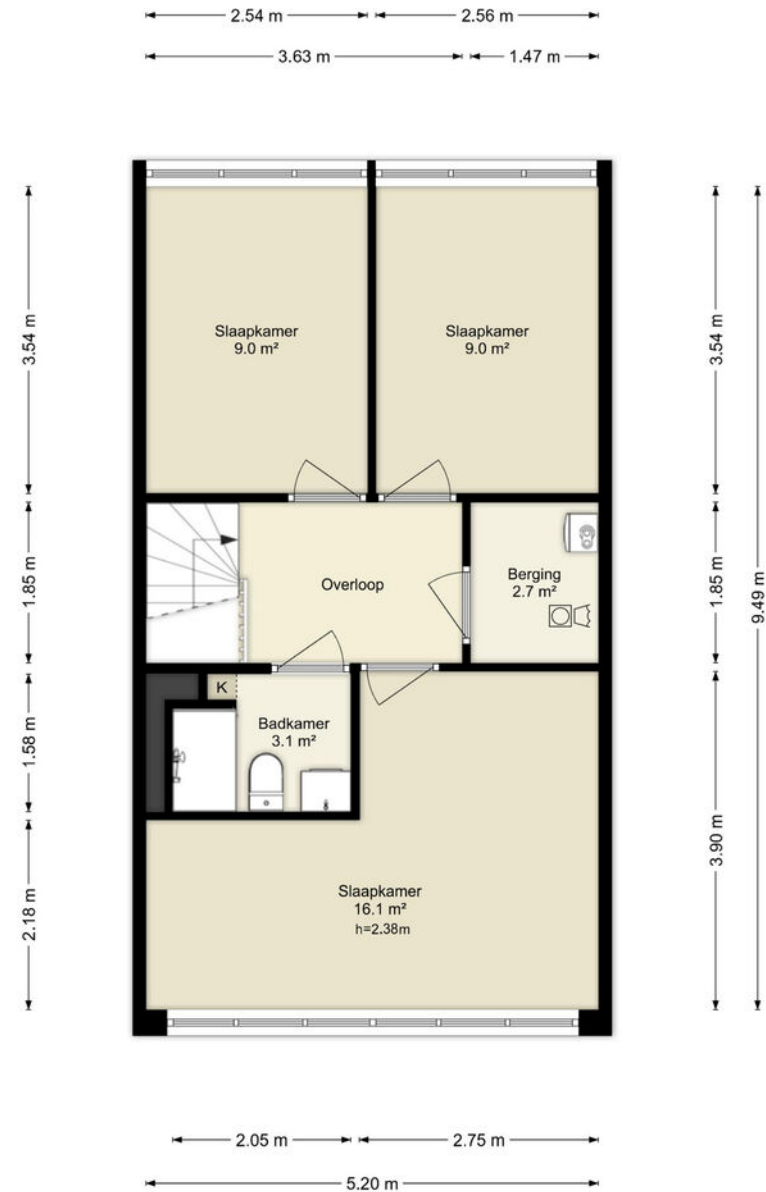 2.54 m
2.56 m
3.63 m
1.47 m
3.54 m
3.54 m
Slaapkamer
9.0 m²
Slaapkamer
9.0 m²
1.85 m
1.85 m
9.49 m
Overloop
Berging
2.7 m²
K
Badkamer
3.1 m²
1.58 m
3.90 m
2.18 m
Slaapkamer
16.1 m²
h=2.38m
2.05 m
2.75 m
5.20 m